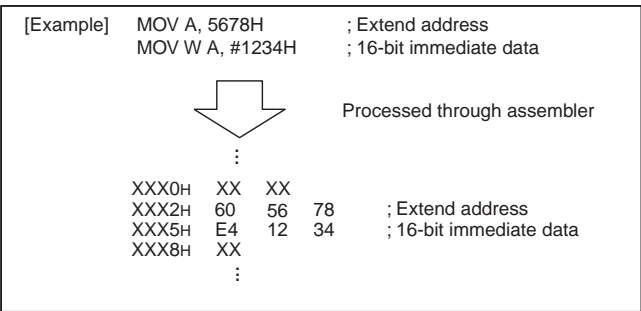 [Example] MOV A, 5678H ; Extend address
MOV W A, #1234H ; 16-bit immediate data
Processed through assembler
⋮
XXX0H XX XX
XXX2H 60 56 78 ; Extend address
XXX5H E4 12 34 ; 16-bit immediate data
XXX8H XX
⋮